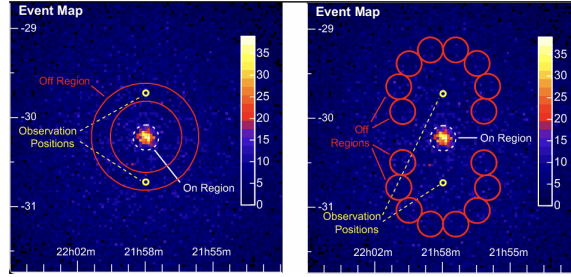 Event Map
-29
Off Region
-30
Observation
Positions
On Region
-31
35
30
25
20
15
10
5
0
22h02m
21h58m
21h55m
Event Map
-29
-30
Off
Regions
On Region
-31
Observation
Positions
35
30
25
20
15
10
5
0
22h02m
21h58m
21h55m